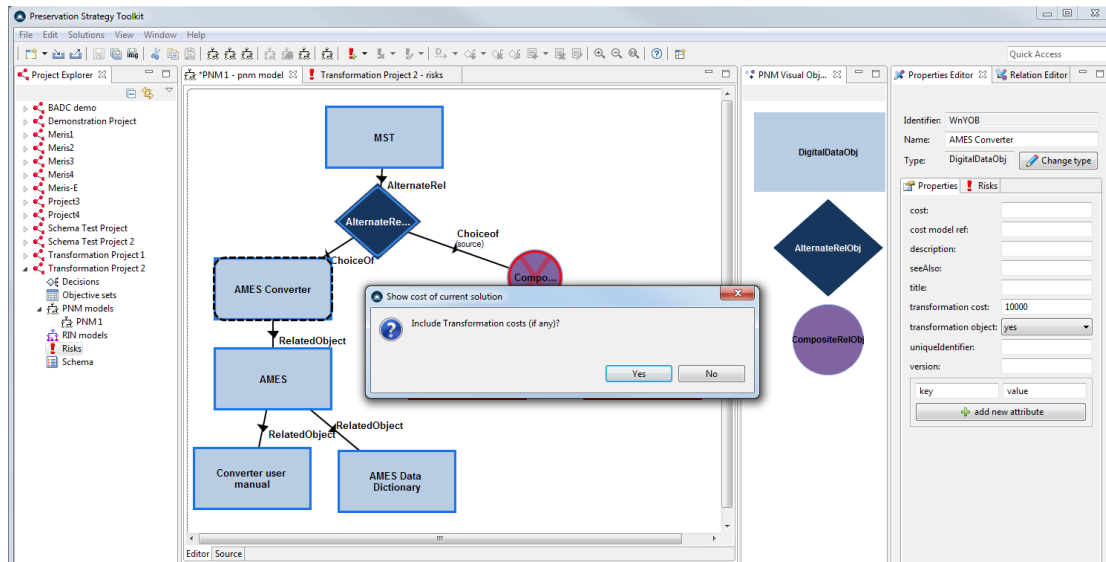 Preservation Strategy Toolkit
File Edit Solutions View Window Help
Quick Access
Project Explorer
*PNM 1 - pnm model
Transformation Project 2 - risks
PNM Visual Obj...
Properties Editor
Relation Editor
BADC demo
Demonstration Project
Meris1
Meris2
Meris3
Meris4
Meris-E
Project3
Project4
Schema Test Project
Schema Test Project 2
Transformation Project 1
Transformation Project 2
Decisions
Objective sets
PNM models
PNM 1
RIN models
Risks
Schema
MST
AlternateRel
AlternateRe...
Choiceof
(source)
ChoiceOf
Compo...
AMES Converter
RelatedObject
AMES
RelatedObject
RelatedObject
Converter user
manual
AMES Data
Dictionary
Editor Source
Show cost of current solution
Include Transformation costs (if any)?
Yes No
DigitalDataObj
AlternateRelObj
CompositeRelObj
Identifier: WnYOB
Name: AMES Converter
Type: DigitalDataObj Change type
Properties Risks
cost:
cost model ref:
description:
seeAlso:
title:
transformation cost: 10000
transformation object: yes
uniqueIdentifier:
version:
key value
add new attribute